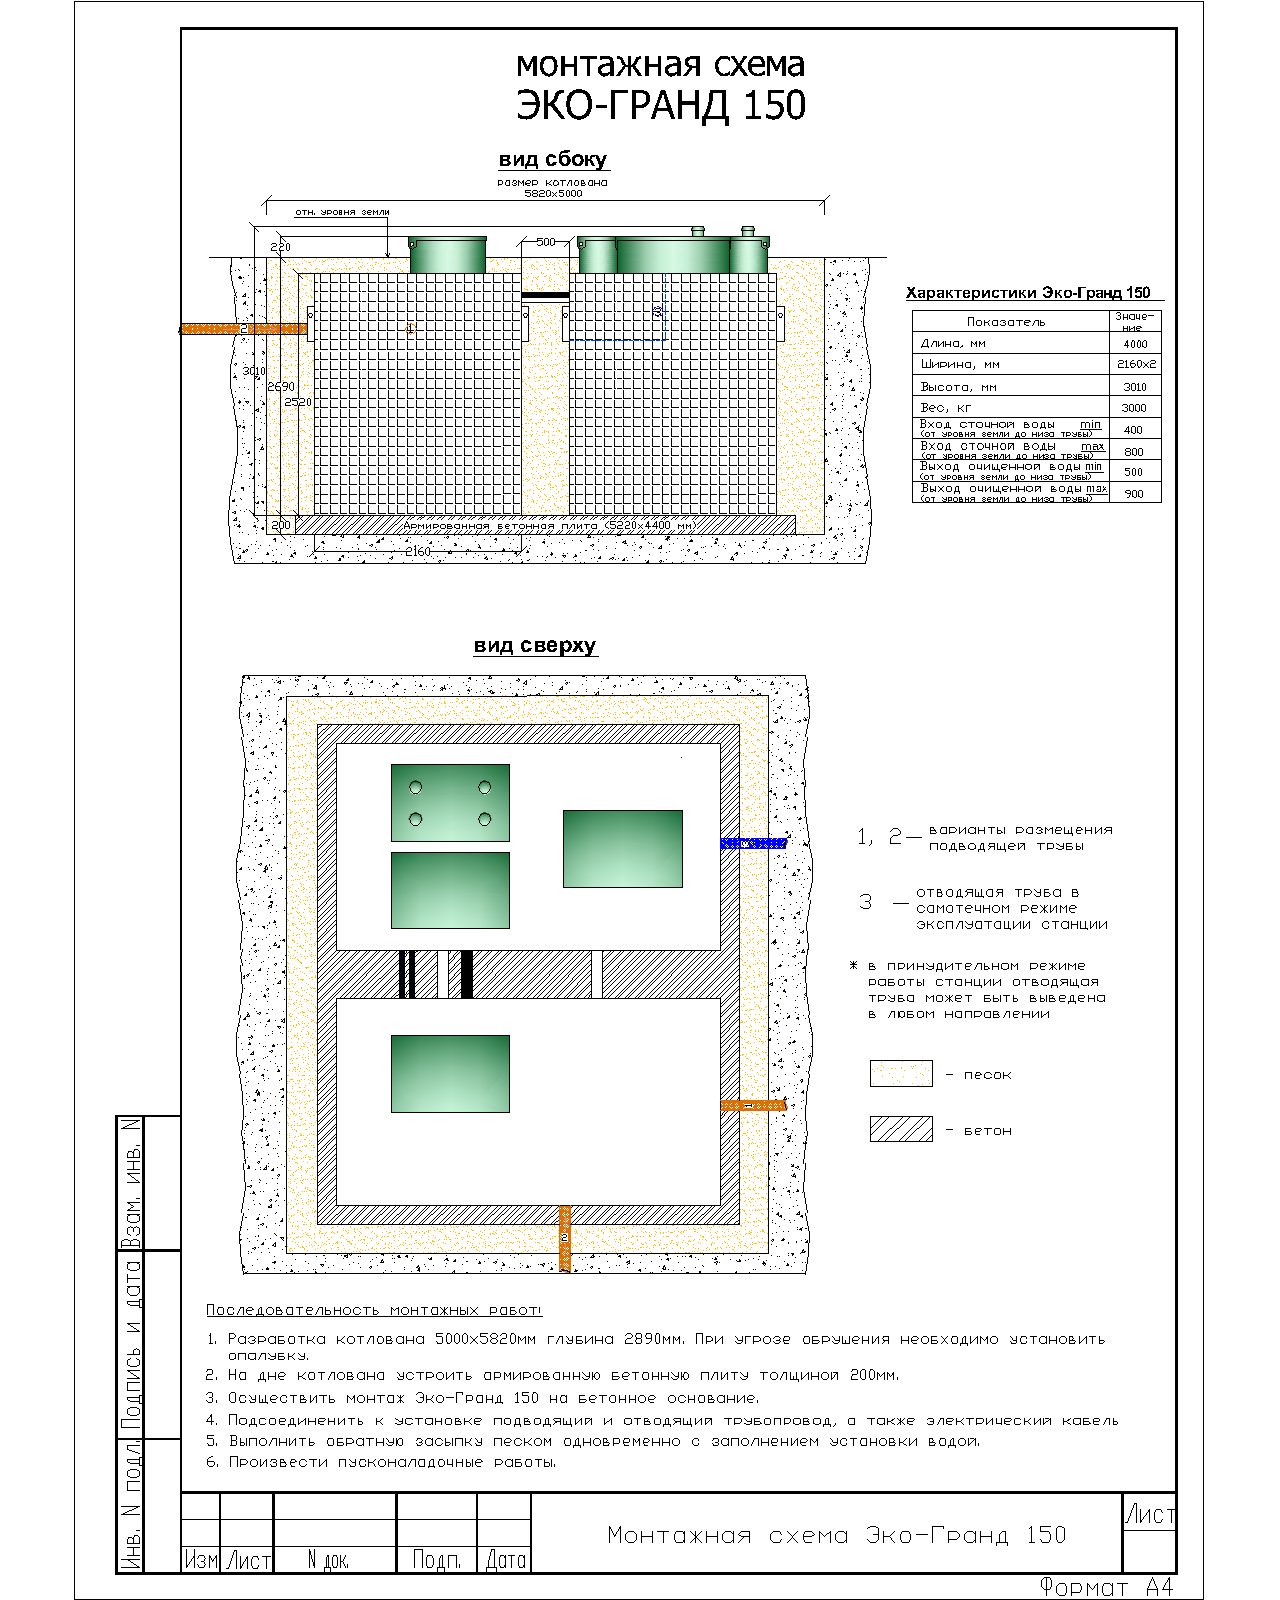 монтажная схема
ЭКО-ГРАНД 150
вид сбоку
размер котлована
5820х5000
отн. уровня земли
220
500
2
1
3
3010
2690
2520
200
Армированная бетонная плита (5220х4400 мм)
2160
Характеристики Эко-Гранд 150
Показатель
Значе-
ние
Длина, мм 4000
Ширина, мм 2160х2
Высота, мм 3010
Вес, кг 3000
Вход сточной воды min 400
(от уровня земли до низа трубы)
Вход сточной воды max 800
(от уровня земли до низа трубы)
Выход очищенной воды min 500
(от уровня земли до низа трубы)
Выход очищенной воды max 900
(от уровня земли до низа трубы)
вид сверху
3
1
2
1, 2 — варианты размещения
подводящей трубы
3 — отводящая труба в
самотечном режиме
эксплуатации станции
* в принудительном режиме
работы станции отводящая
труба может быть выведена
в любом направлении
- песок
- бетон
Последовательность монтажных работ:
1. Разработка котлована 5000х5820мм глубина 2890мм. При угрозе обрушения необходимо установить
опалубку.
2. На дне котлована устроить армированную бетонную плиту толщиной 200мм.
3. Осуществить монтаж Эко-Гранд 150 на бетонное основание.
4. Подсоединить к установке подводящий и отводящий трубопровод, а также электрический кабель
5. Выполнить обратную засыпку песком одновременно с заполнением установки водой.
6. Произвести пусконаладочные работы.
Взам. инв. N
Подпись и дата
Инв. N подл.
Изм Лист N док. Подп. Дата
Монтажная схема Эко-Гранд 150
Лист
Формат А4